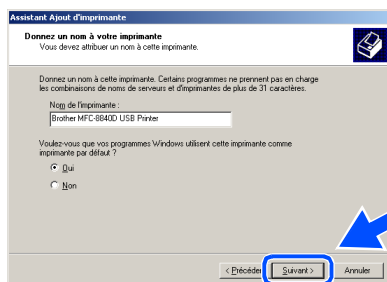 Assistant Ajout d'imprimante
Donnez un nom à votre imprimante
Vous devez attribuer un nom à cette imprimante.
Donnez un nom à cette imprimante. Certains programmes ne prennent pas en charge
les combinaisons de noms de serveurs et d'imprimantes de plus de 31 caractères.
Nom de l'imprimante :
Brother MFC-8840D USB Printer
Voulez-vous que vos programmes Windows utilisent cette imprimante comme
imprimante par défaut ?
Oui
Non
< Précéden Suivant > Annuler